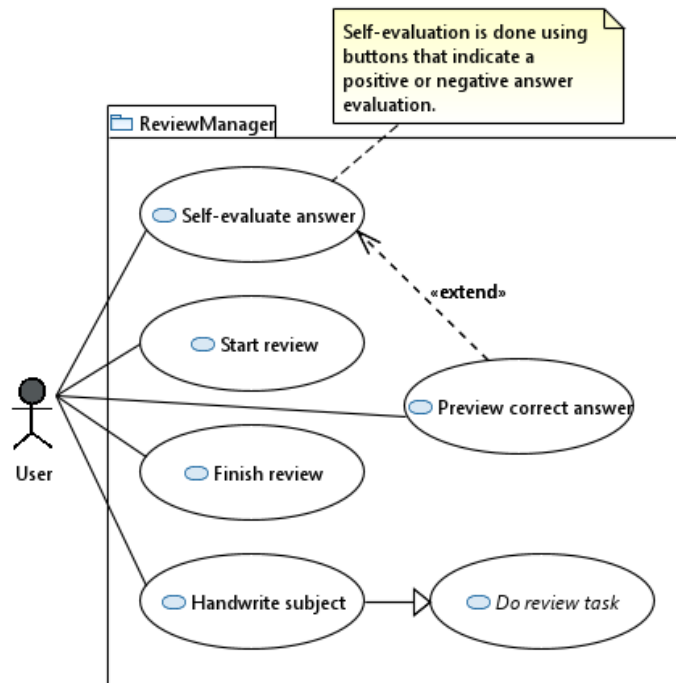 Self-evaluation is done using
buttons that indicate a
positive or negative answer
evaluation.
ReviewManager
Self-evaluate answer
«extend»
Start review
Preview correct answer
User
Finish review
Handwrite subject
Do review task